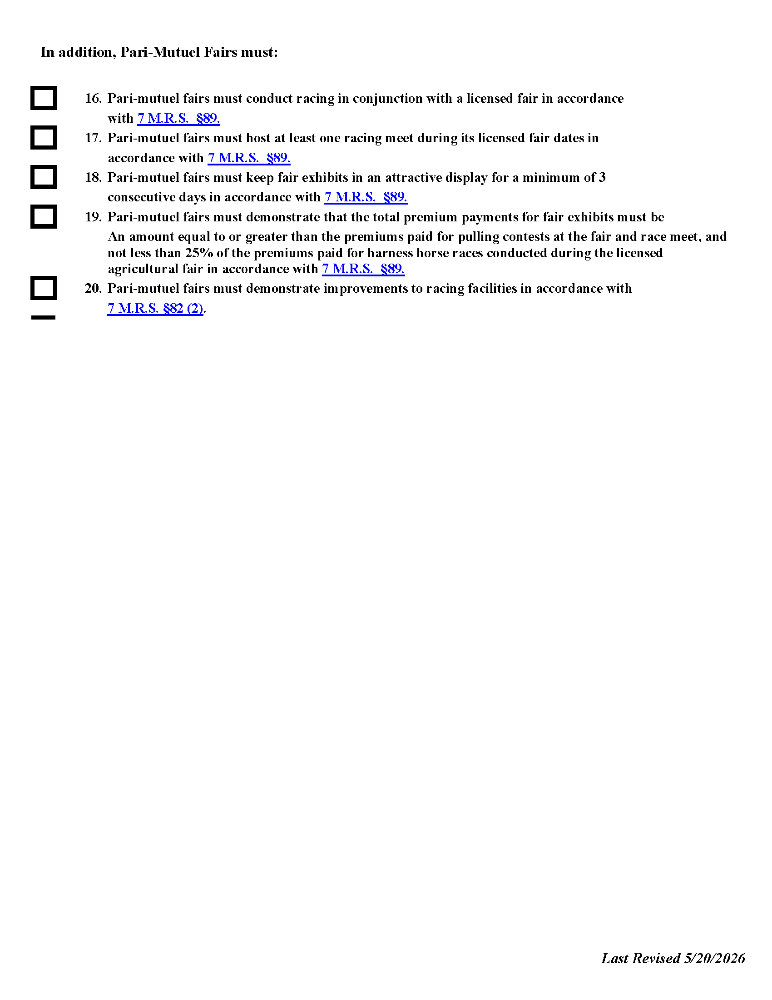 In addition, Pari-Mutuel Fairs must:
16. Pari-mutuel fairs must conduct racing in conjunction with a licensed fair in accordance
with 7 M.R.S.  §89.
17. Pari-mutuel fairs must host at least one racing meet during its licensed fair dates in
accordance with 7 M.R.S.  §89.
18. Pari-mutuel fairs must keep fair exhibits in an attractive display for a minimum of 3
consecutive days in accordance with 7 M.R.S.  §89.
19. Pari-mutuel fairs must demonstrate that the total premium payments for fair exhibits must be
An amount equal to or greater than the premiums paid for pulling contests at the fair and race meet, and
not less than 25% of the premiums paid for harness horse races conducted during the licensed
agricultural fair in accordance with 7 M.R.S.  §89.
20. Pari-mutuel fairs must demonstrate improvements to racing facilities in accordance with
7 M.R.S. §82 (2).
Last Revised 5/20/2026